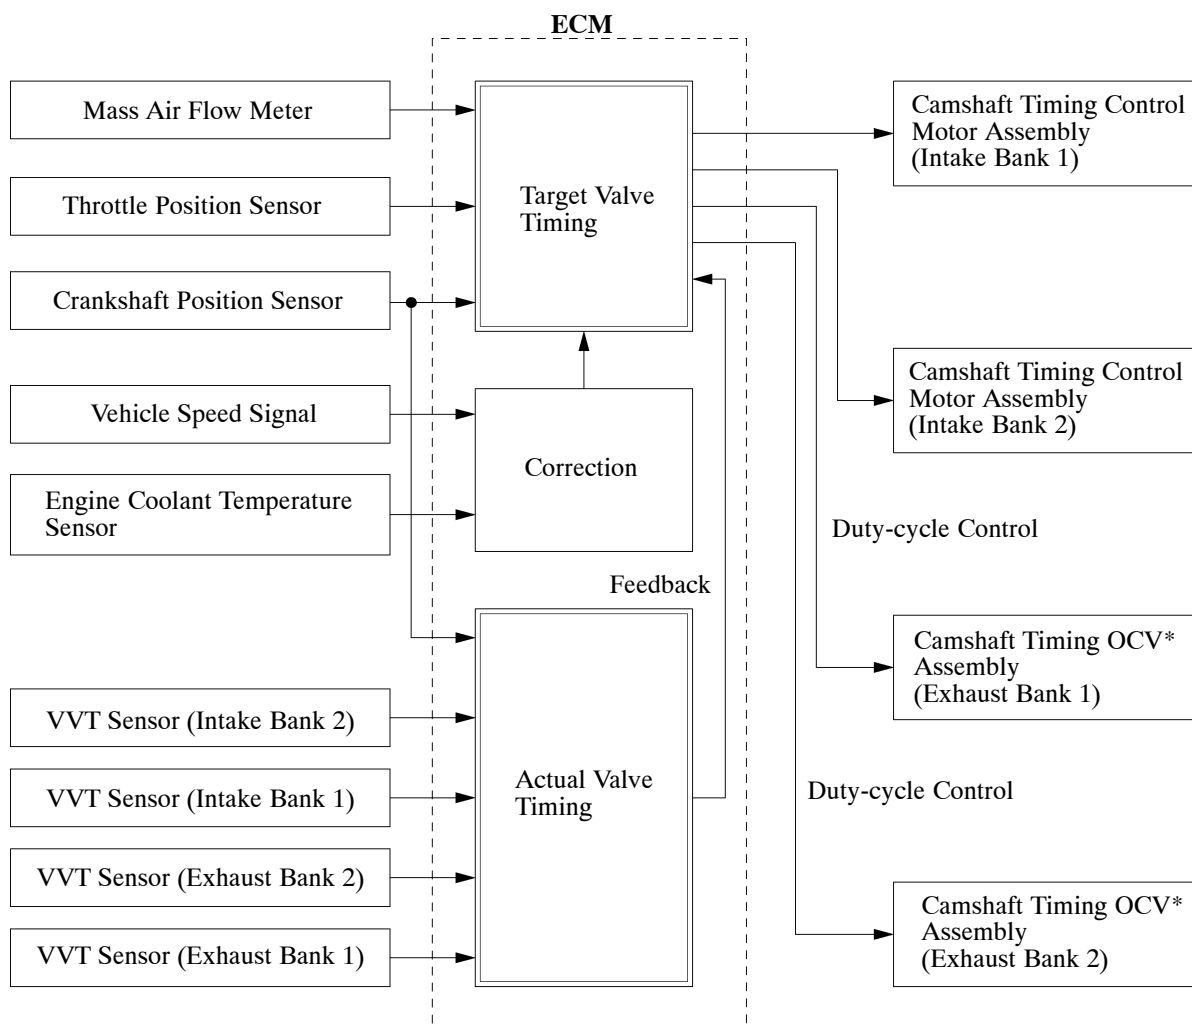 ECM
Mass Air Flow Meter
Throttle Position Sensor
Crankshaft Position Sensor
Vehicle Speed Signal
Engine Coolant Temperature
Sensor
VVT Sensor (Intake Bank 2)
VVT Sensor (Intake Bank 1)
VVT Sensor (Exhaust Bank 2)
VVT Sensor (Exhaust Bank 1)
Target Valve
Timing
Correction
Feedback
Actual Valve
Timing
Camshaft Timing Control
Motor Assembly
(Intake Bank 1)
Camshaft Timing Control
Motor Assembly
(Intake Bank 2)
Duty-cycle Control
Camshaft Timing OCV*
Assembly
(Exhaust Bank 1)
Duty-cycle Control
Camshaft Timing OCV*
Assembly
(Exhaust Bank 2)